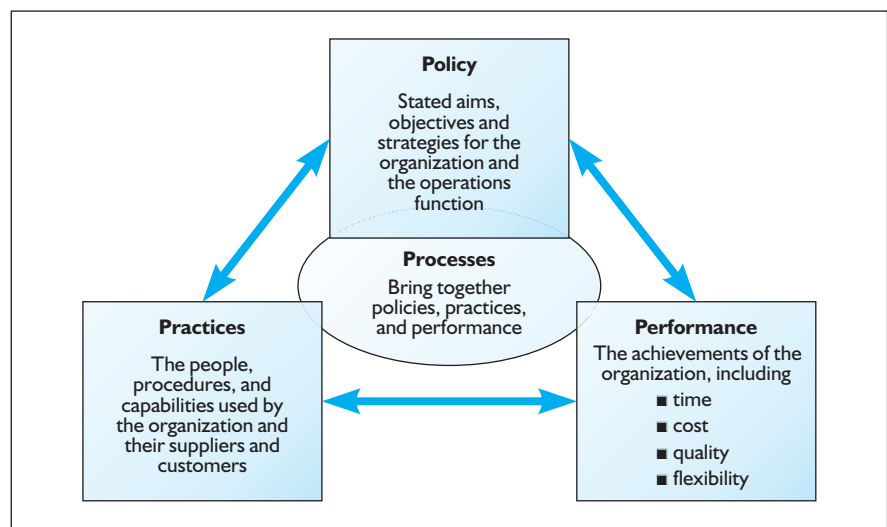 Policy
Stated aims,
objectives and
strategies for the
organization and
the operations
function
Processes
Bring together
policies, practices,
and performance
Practices
The people,
procedures, and
capabilities used by
the organization and
their suppliers and
customers
Performance
The achievements of the
organization, including
■ time
■ cost
■ quality
■ flexibility